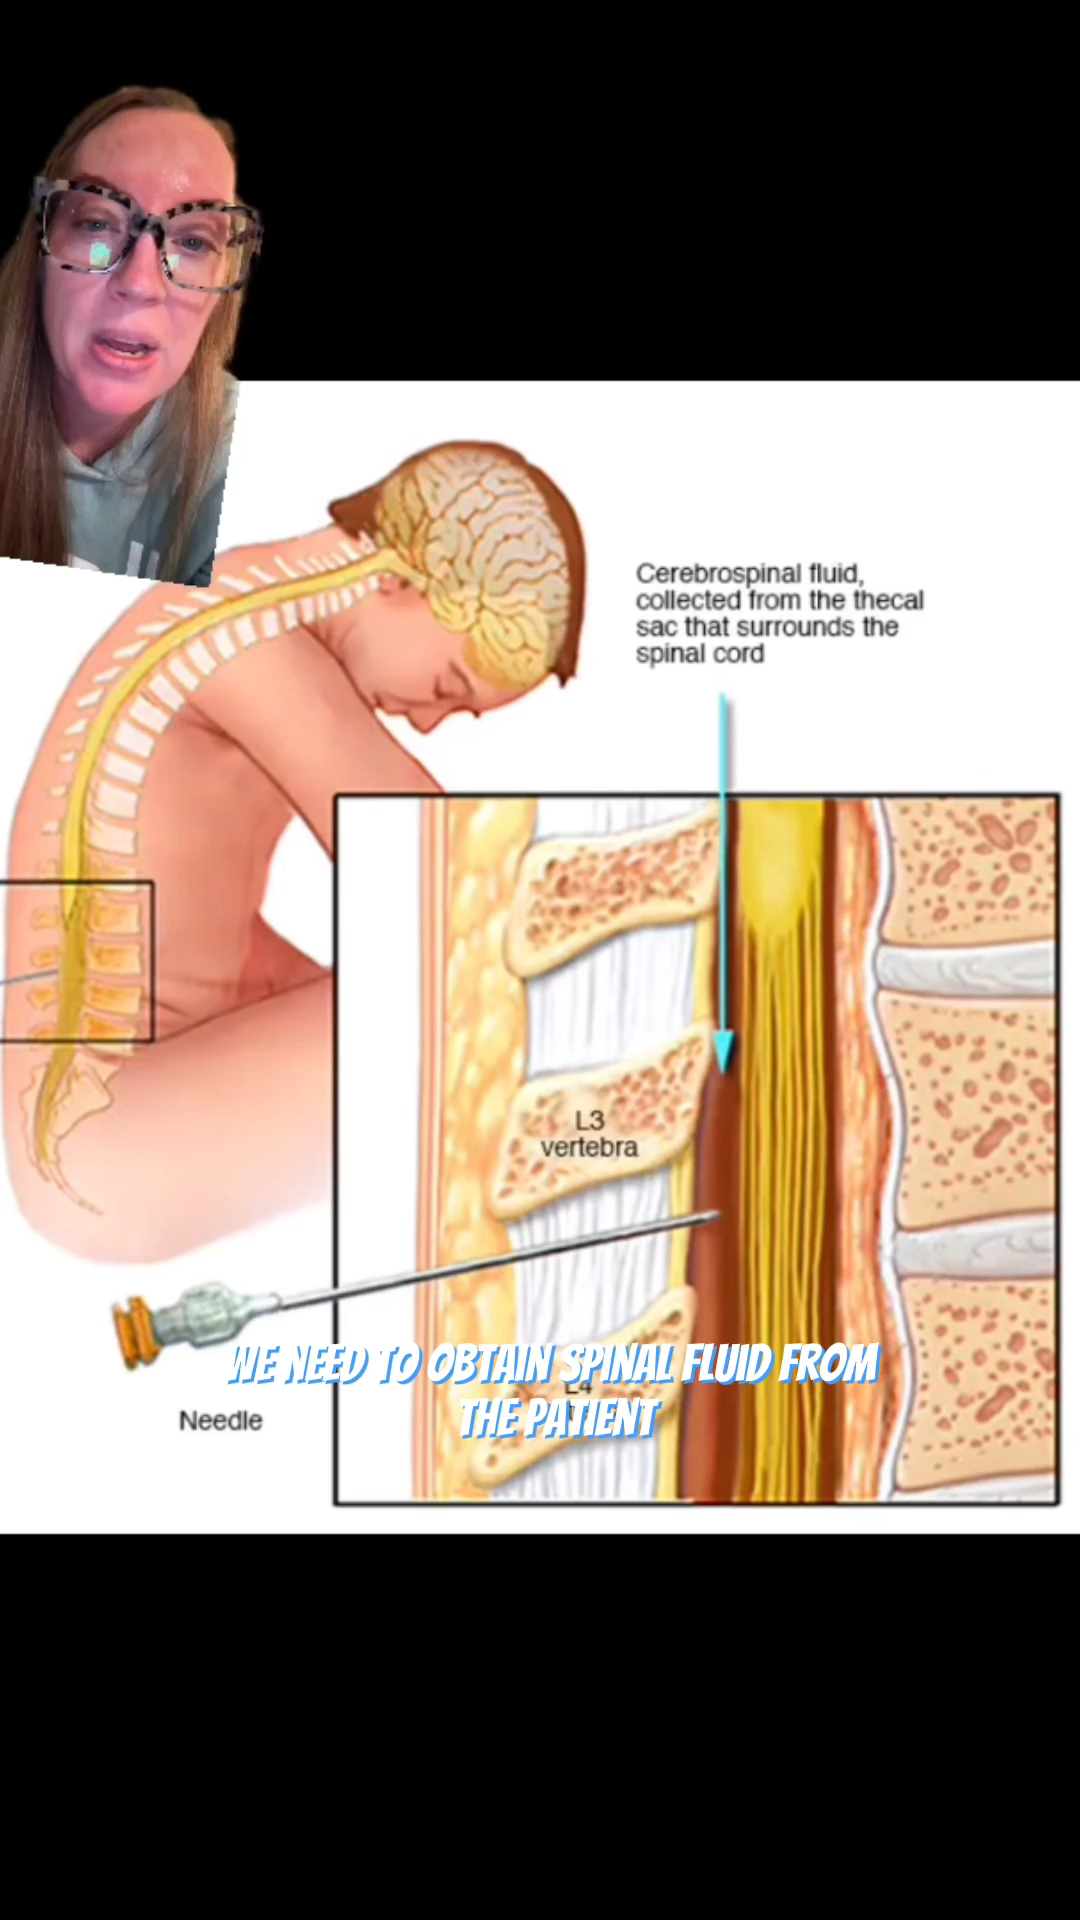 Cerebrospinal fluid,
collected from the thecal
sac that surrounds the
spinal cord
L3
vertebra
WE NEED TO OBTAIN SPINAL FLUID FROM
L4
THE PATIENT
Needle